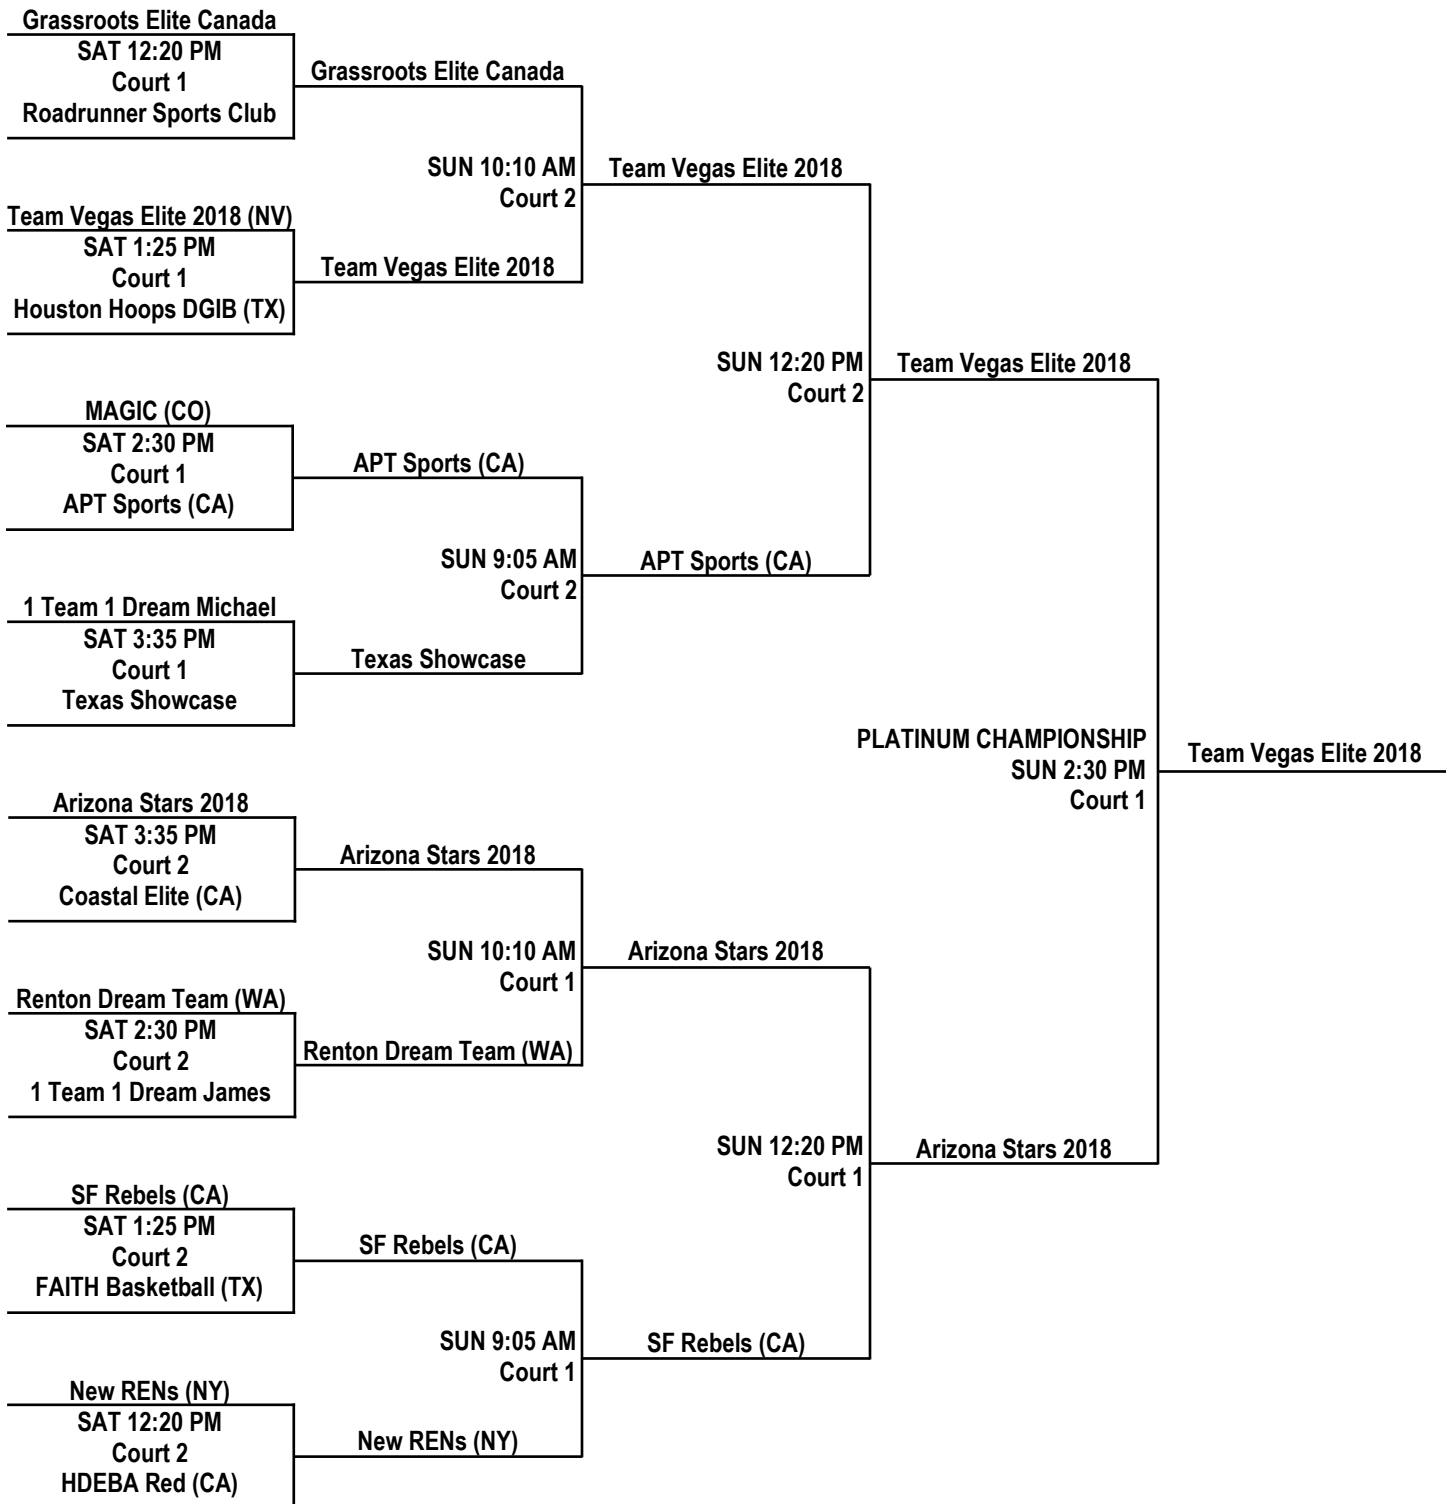 Grassroots Elite Canada
SAT 12:20 PM
Court 1
Roadrunner Sports Club
Grassroots Elite Canada
SUN 10:10 AM
Court 2
Team Vegas Elite 2018
Team Vegas Elite 2018 (NV)
SAT 1:25 PM
Court 1
Houston Hoops DGIB (TX)
Team Vegas Elite 2018
SUN 12:20 PM
Court 2
Team Vegas Elite 2018
MAGIC (CO)
SAT 2:30 PM
Court 1
APT Sports (CA)
APT Sports (CA)
SUN 9:05 AM
Court 2
APT Sports (CA)
1 Team 1 Dream Michael
SAT 3:35 PM
Court 1
Texas Showcase
Texas Showcase
PLATINUM CHAMPIONSHIP
SUN 2:30 PM
Court 1
Team Vegas Elite 2018
Arizona Stars 2018
SAT 3:35 PM
Court 2
Coastal Elite (CA)
Arizona Stars 2018
SUN 10:10 AM
Court 1
Arizona Stars 2018
Renton Dream Team (WA)
SAT 2:30 PM
Court 2
1 Team 1 Dream James
Renton Dream Team (WA)
SUN 12:20 PM
Court 1
Arizona Stars 2018
SF Rebels (CA)
SAT 1:25 PM
Court 2
FAITH Basketball (TX)
SF Rebels (CA)
SUN 9:05 AM
Court 1
SF Rebels (CA)
New RENs (NY)
SAT 12:20 PM
Court 2
HDEBA Red (CA)
New RENs (NY)